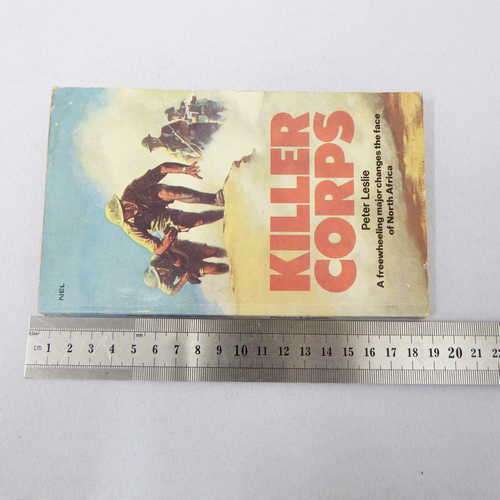 KILLER
CORPS
Peter Leslie
A freewheeling major changes the face
of North Africa
NEL
cm 1 2 3 4 5 6 7 8 9 10 11 12 13 14 15 16 17 18 19 20 21 22